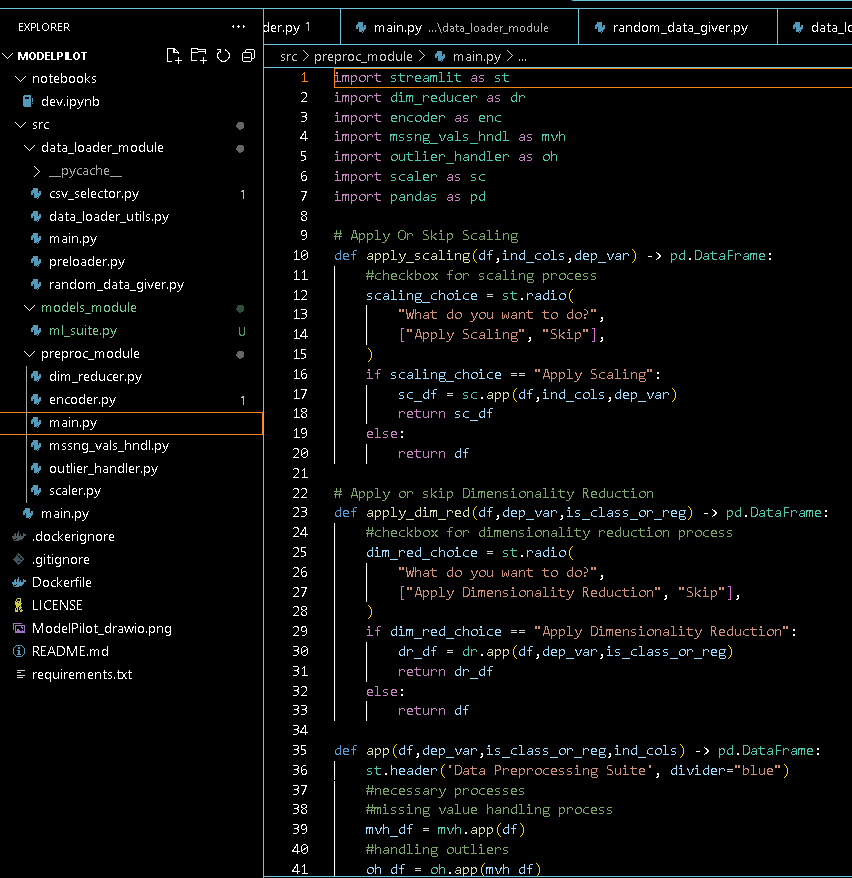 EXPLORER
MODELPILOT
notebooks
dev.ipynb
src
data_loader_module
__pycache__
csv_selector.py 1
data_loader_utils.py
main.py
preloader.py
random_data_giver.py
models_module
ml_suite.py U
preproc_module
dim_reducer.py
encoder.py 1
main.py
mssng_vals_hndl.py
outlier_handler.py
scaler.py
main.py
.dockerignore
.gitignore
Dockerfile
LICENSE
ModelPilot_drawio.png
README.md
requirements.txt
der.py 1 main.py ...\data_loader_module random_data_giver.py data_lo
src > preproc_module > main.py > ...
1 import streamlit as st
2 import dim_reducer as dr
3 import encoder as enc
4 import mssng_vals_hndl as mvh
5 import outlier_handler as oh
6 import scaler as sc
7 import pandas as pd
8
9 # Apply Or Skip Scaling
10 def apply_scaling(df,ind_cols,dep_var) -> pd.DataFrame:
11 #checkbox for scaling process
12 scaling_choice = st.radio(
13 "What do you want to do?",
14 ["Apply Scaling", "Skip"],
15 )
16 if scaling_choice == "Apply Scaling":
17 sc_df = sc.app(df,ind_cols,dep_var)
18 return sc_df
19 else:
20 return df
21
22 # Apply or skip Dimensionality Reduction
23 def apply_dim_red(df,dep_var,is_class_or_reg) -> pd.DataFrame:
24 #checkbox for dimensionality reduction process
25 dim_red_choice = st.radio(
26 "What do you want to do?",
27 ["Apply Dimensionality Reduction", "Skip"],
28 )
29 if dim_red_choice == "Apply Dimensionality Reduction":
30 dr_df = dr.app(df,dep_var,is_class_or_reg)
31 return dr_df
32 else:
33 return df
34
35 def app(df,dep_var,is_class_or_reg,ind_cols) -> pd.DataFrame:
36 st.header('Data Preprocessing Suite', divider="blue")
37 #necessary processes
38 #missing value handling process
39 mvh_df = mvh.app(df)
40 #handling outliers
41 oh_df = oh.app(mvh_df)